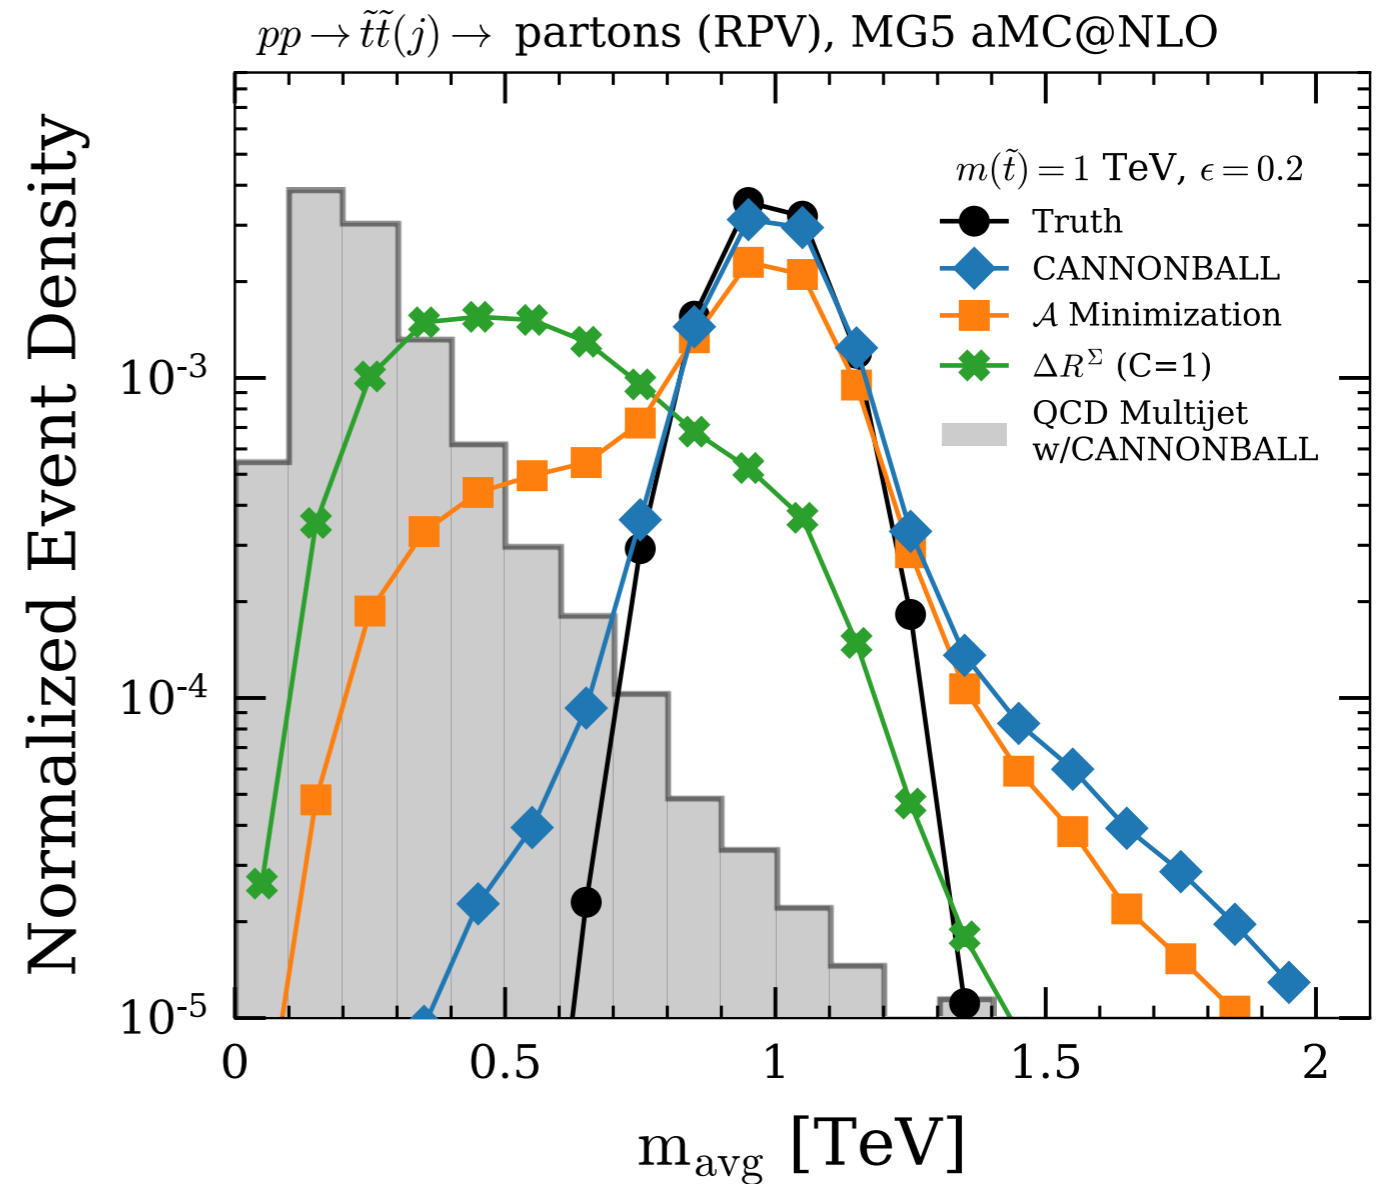 pp → t̃t̃(j) → partons (RPV), MG5 aMC@NLO
Normalized Event Density
10⁻³
10⁻⁴
10⁻⁵
m(t̃) = 1 TeV, ϵ = 0.2
Truth
CANNONBALL
𝒜 Minimization
ΔR^Σ (C=1)
QCD Multijet
w/CANNONBALL
0 0.5 1 1.5 2
m_avg [TeV]